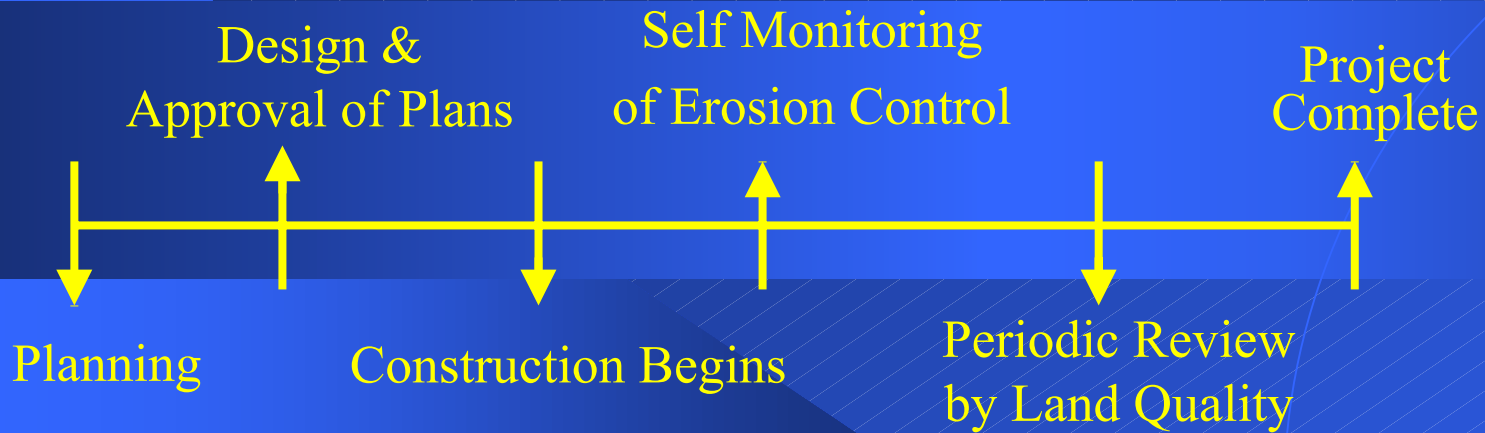 Design &
Approval of Plans
Self Monitoring
of Erosion Control
Project
Complete
Planning
Construction Begins
Periodic Review
by Land Quality